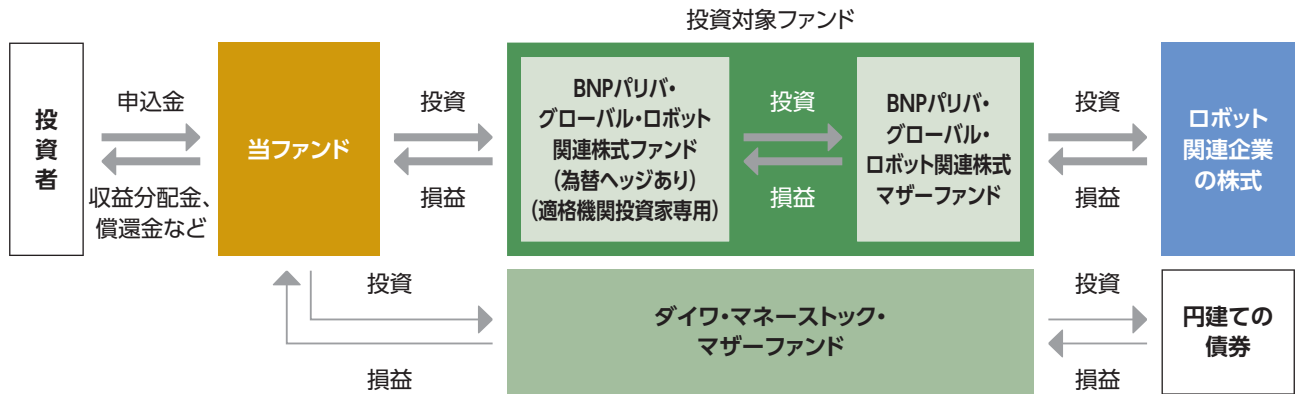 投資対象ファンド
投資者
申込金
収益分配金、
償還金など
当ファンド
投資
損益
BNPパリバ・
グローバル・ロボット
関連株式ファンド
（為替ヘッジあり）
（適格機関投資家専用）
投資
損益
BNPパリバ・
グローバル・
ロボット関連株式
マザーファンド
投資
損益
ロボット
関連企業
の株式
投資
損益
ダイワ・マネーストック・
マザーファンド
投資
損益
円建ての
債券